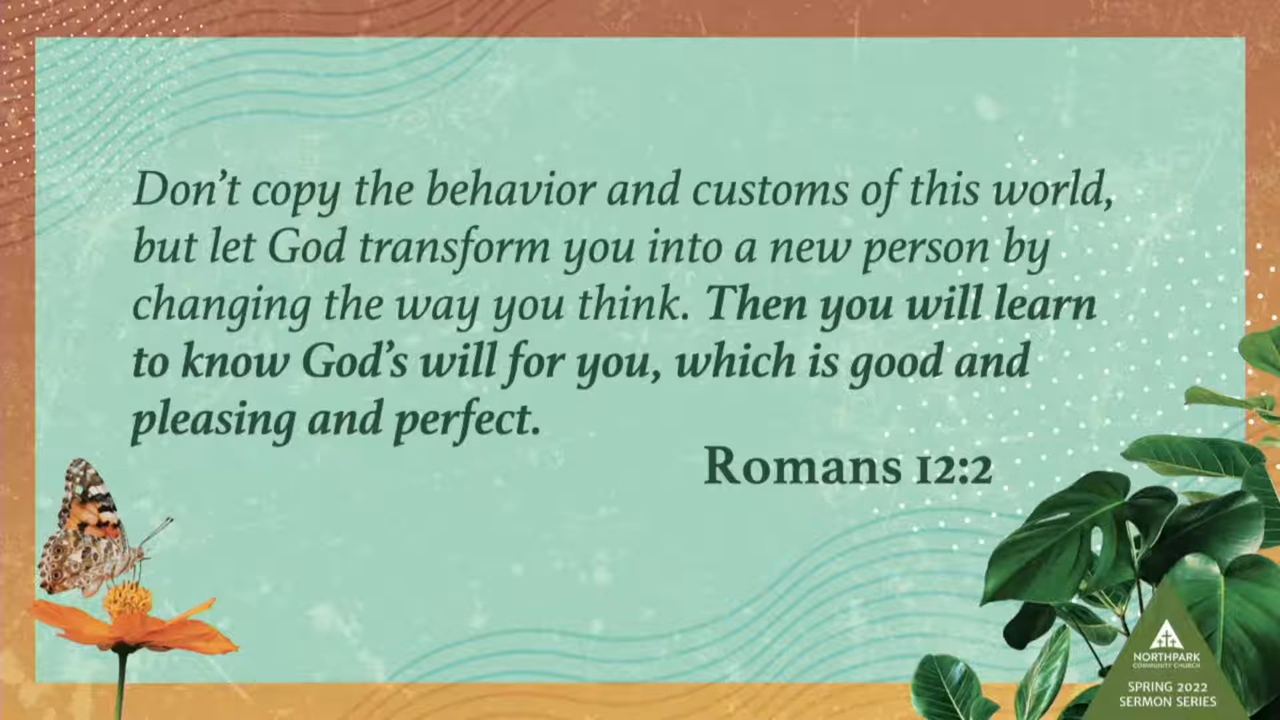 Don’t copy the behavior and customs of this world,
but let God transform you into a new person by
changing the way you think. Then you will learn
to know God’s will for you, which is good and
pleasing and perfect.
Romans 12:2
NORTHPARK
COMMUNITY CHURCH
SPRING 2022
SERMON SERIES